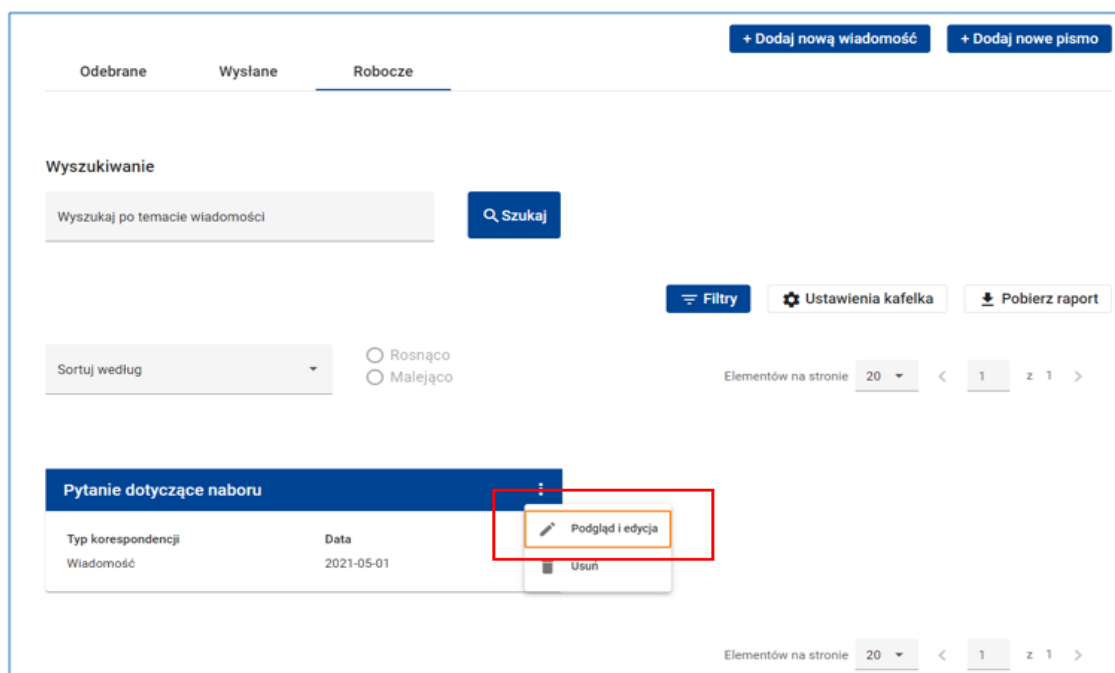 + Dodaj nową wiadomość
+ Dodaj nowe pismo
Odebrane
Wysłane
Robocze
Wyszukiwanie
Wyszukaj po temacie wiadomości
Szukaj
Filtry
Ustawienia kafelka
Pobierz raport
Sortuj według
Rosnąco
Malejąco
Elementów na stronie 20 1 z 1
Pytanie dotyczące naboru
Podgląd i edycja
Usuń
Typ korespondencji
Data
Wiadomość
2021-05-01
Elementów na stronie 20 1 z 1